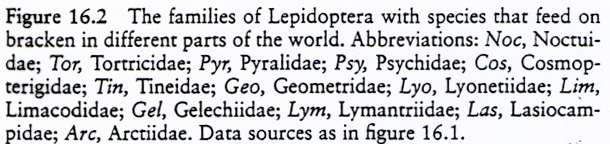 Figure 16.2 The families of Lepidoptera with species that feed on
bracken in different parts of the world. Abbreviations: Noc, Noctui-
dae; Tor, Tortricidae; Pyr, Pyralidae; Psy, Psychidae; Cos, Cosmop-
terigidae; Tin, Tineidae; Geo, Geometridae; Lyo, Lyonetiidae; Lim,
Limacodidae; Gel, Gelechiidae; Lym, Lymantriidae; Las, Lasiocam-
pidae; Arc, Arctiidae. Data sources as in figure 16.1.